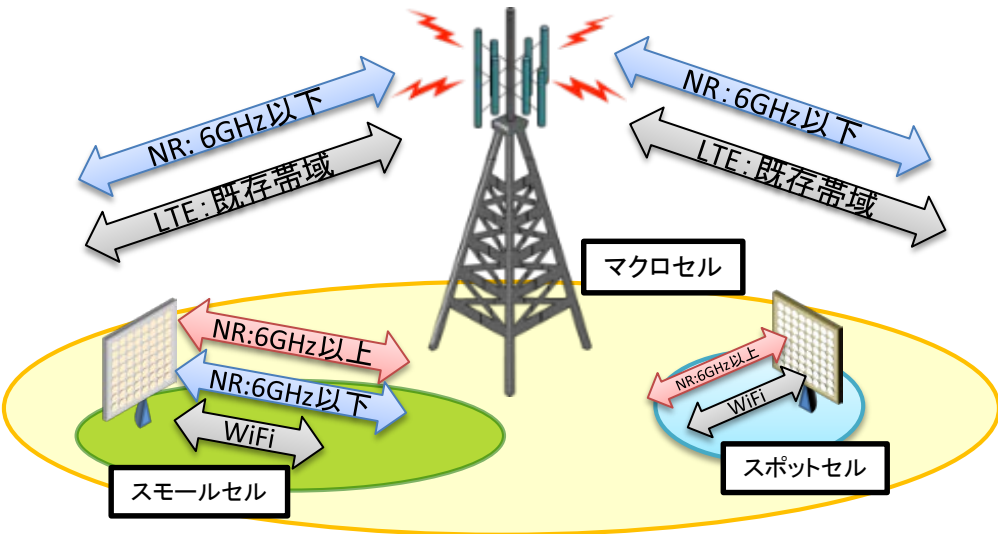 NR: 6GHz以下
LTE:既存帯域
NR:6GHz以下
LTE:既存帯域
マクロセル
NR:6GHz以上
NR:6GHz以下
WiFi
スモールセル
NR:6GHz以上
WiFi
スポットセル